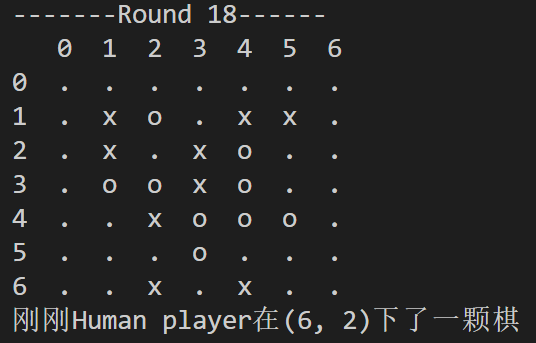 -------Round 18------
0 1 2 3 4 5 6
0 . . . . . . .
1 . x o . x x .
2 . x . x o . .
3 . o o x o . .
4 . . x o o o .
5 . . . o . . .
6 . . x . x . .
刚刚Human player在(6, 2)下了一颗棋